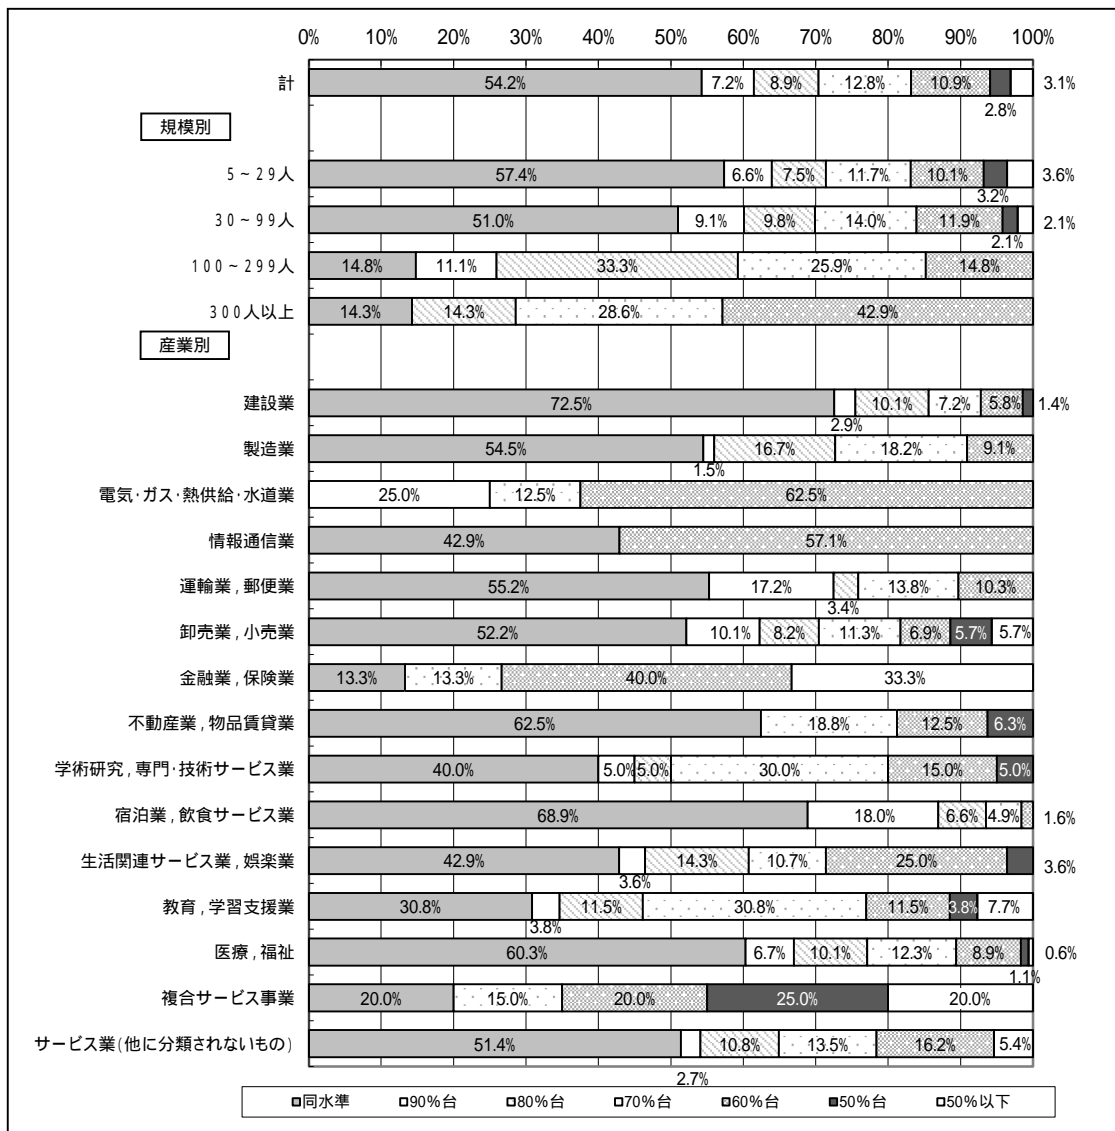 0% 10% 20% 30% 40% 50% 60% 70% 80% 90% 100%
計 54.2% 7.2% 8.9% 12.8% 10.9% 2.8% 3.1%
規模別
5~29人 57.4% 6.6% 7.5% 11.7% 10.1% 3.2% 3.6%
30~99人 51.0% 9.1% 9.8% 14.0% 11.9% 2.1% 2.1%
100~299人 14.8% 11.1% 33.3% 25.9% 14.8%
300人以上 14.3% 14.3% 28.6% 42.9%
産業別
建設業 72.5% 2.9% 10.1% 7.2% 5.8% 1.4%
製造業 54.5% 1.5% 16.7% 18.2% 9.1%
電気・ガス・熱供給・水道業 25.0% 12.5% 62.5%
情報通信業 42.9% 57.1%
運輸業,郵便業 55.2% 17.2% 3.4% 13.8% 10.3%
卸売業,小売業 52.2% 10.1% 8.2% 11.3% 6.9% 5.7% 5.7%
金融業,保険業 13.3% 13.3% 40.0% 33.3%
不動産業,物品賃貸業 62.5% 18.8% 12.5% 6.3%
学術研究,専門・技術サービス業 40.0% 5.0% 5.0% 30.0% 15.0% 5.0%
宿泊業,飲食サービス業 68.9% 18.0% 6.6% 4.9% 1.6%
生活関連サービス業,娯楽業 42.9% 3.6% 14.3% 10.7% 25.0% 3.6%
教育,学習支援業 30.8% 3.8% 11.5% 30.8% 11.5% 3.8% 7.7%
医療,福祉 60.3% 6.7% 10.1% 12.3% 8.9% 1.1% 0.6%
複合サービス事業 20.0% 15.0% 20.0% 25.0% 20.0%
サービス業(他に分類されないもの) 51.4% 2.7% 10.8% 13.5% 16.2% 5.4%
同水準 90%台 80%台 70%台 60%台 50%台 50%以下